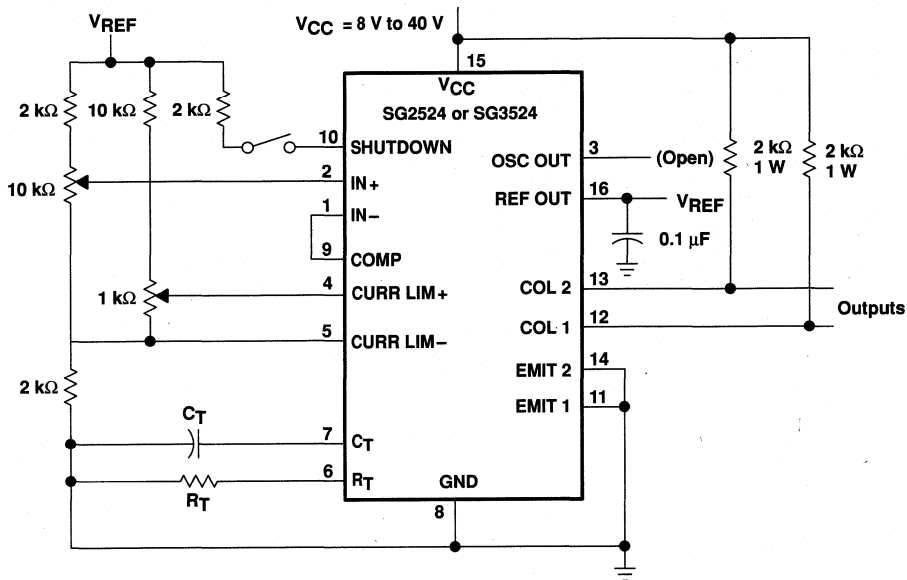 VREF
VCC = 8 V to 40 V
15
VCC
SG2524 or SG3524
2 kΩ
10 kΩ
2 kΩ
10
SHUTDOWN
3
OSC OUT
(Open)
2 kΩ
1 W
2 kΩ
1 W
10 kΩ
2
IN+
16
REF OUT
VREF
1
IN−
0.1 µF
9
COMP
1 kΩ
4
CURR LIM+
13
COL 2
Outputs
12
COL 1
5
CURR LIM−
14
EMIT 2
2 kΩ
11
EMIT 1
CT
7
CT
6
RT
RT
GND
8